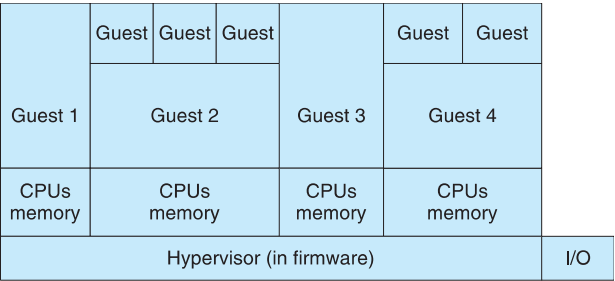 Guest Guest Guest Guest Guest
Guest 1 Guest 2 Guest 3 Guest 4
CPUs CPUs CPUs CPUs
memory memory memory memory
Hypervisor (in firmware) I/O